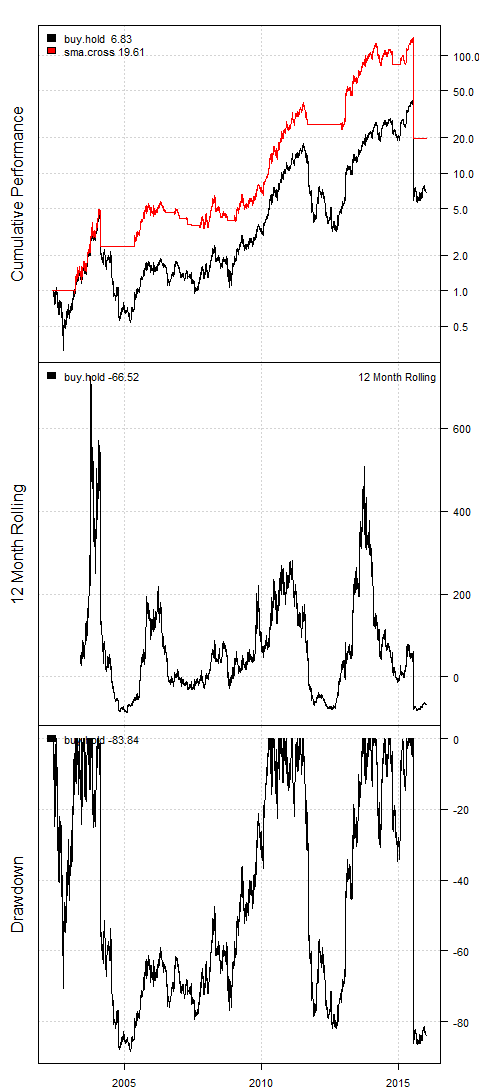 buy.hold 6.83
sma.cross 19.61
Cumulative Performance
100.0
50.0
20.0
10.0
5.0
2.0
1.0
0.5
buy.hold -66.52
12 Month Rolling
12 Month Rolling
600
400
200
0
buy.hold -83.84
Drawdown
0
-20
-40
-60
-80
2005
2010
2015